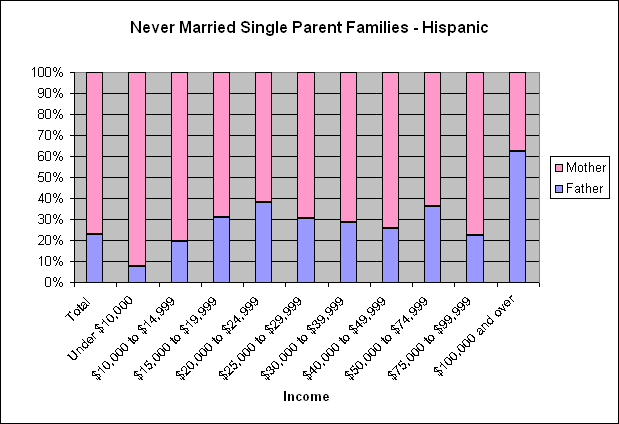 Never Married Single Parent Families - Hispanic
100%
90%
80%
70%
60%
50%
40%
30%
20%
10%
0%
Total
Under $10,000
$10,000 to $14,999
$15,000 to $19,999
$20,000 to $24,999
$25,000 to $29,999
$30,000 to $39,999
$40,000 to $49,999
$50,000 to $74,999
$75,000 to $99,999
$100,000 and over
Income
Mother
Father